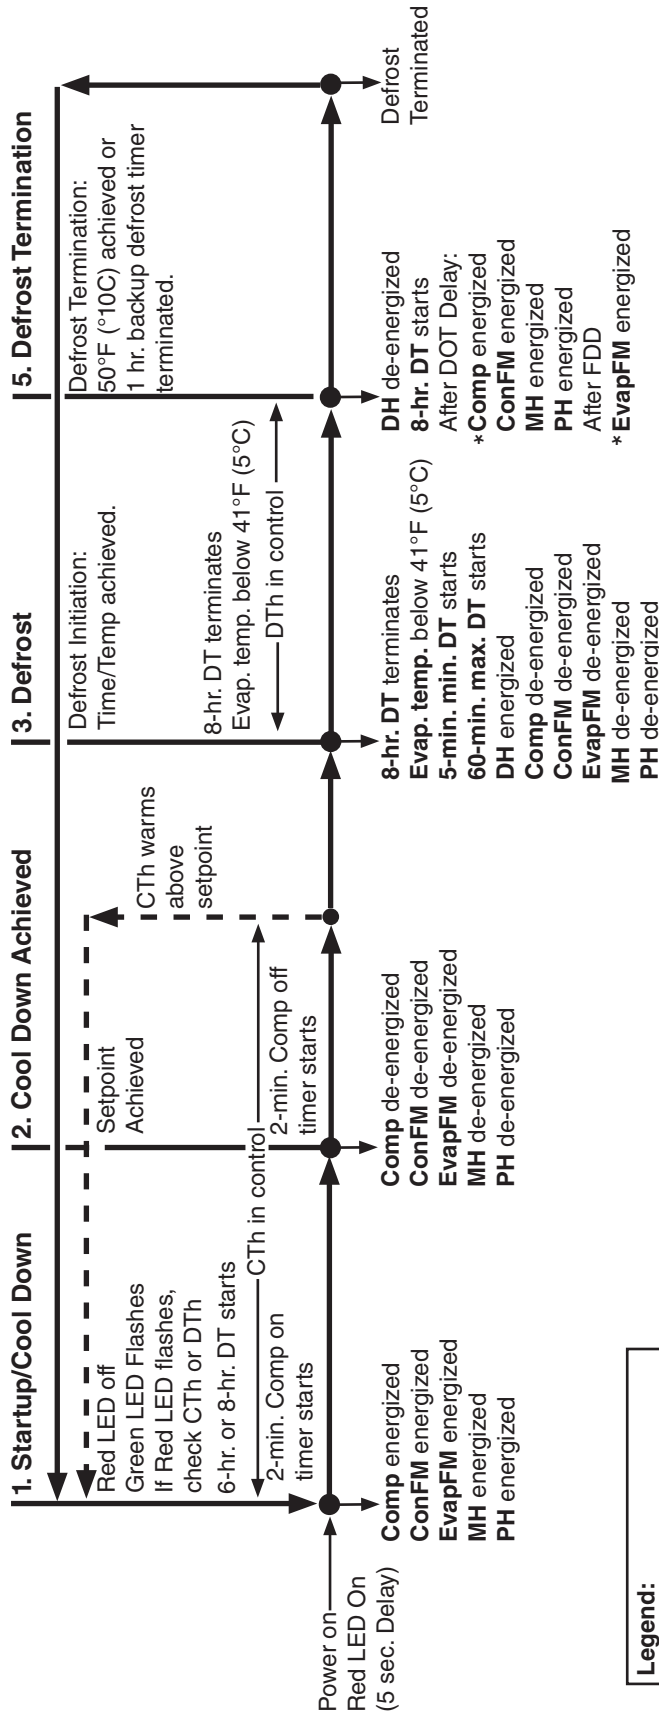 1. Startup/Cool Down
Power on
Red LED On
(5 sec. Delay)
Red LED off
Green LED Flashes
If Red LED flashes,
check CTh or DTh
6-hr. or 8-hr. DT starts
CTh in control
2-min. Comp on
timer starts
Comp energized
ConFM energized
EvapFM energized
MH energized
PH energized
2. Cool Down Achieved
Setpoint
Achieved
CTh warms
above
setpoint
2-min. Comp off
timer starts
Comp de-energized
ConFM de-energized
EvapFM de-energized
MH de-energized
PH de-energized
3. Defrost
Defrost Initiation:
Time/Temp achieved.
8-hr. DT terminates
Evap. temp. below 41°F (5°C)
DTh in control
8-hr. DT terminates
Evap. temp. below 41°F (5°C)
5-min. min. DT starts
60-min. max. DT starts
DH energized
Comp de-energized
ConFM de-energized
EvapFM de-energized
MH de-energized
PH de-energized
5. Defrost Termination
Defrost Termination:
50°F (°10C) achieved or
1 hr. backup defrost timer
terminated.
DH de-energized
8-hr. DT starts
After DOT Delay:
*Comp energized
ConFM energized
MH energized
PH energized
After FDD
*EvapFM energized
Defrost
Terminated
Legend: